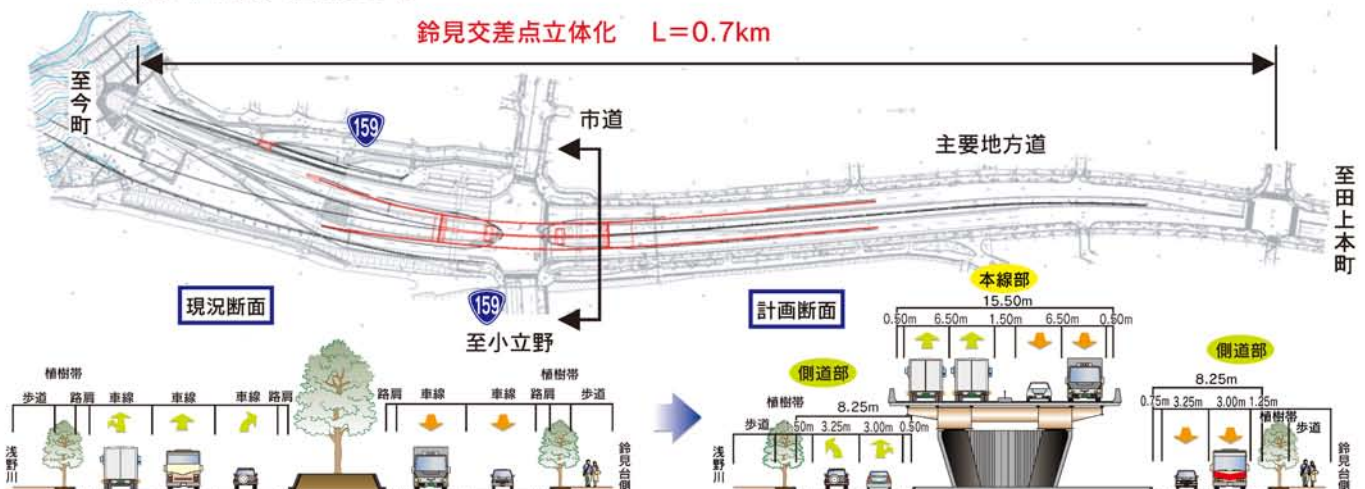 鈴見交差点立体化 L=0.7km
至今町
159
市道
主要地方道
至田上本町
159
至小立野
現況断面
計画断面
本線部
15.50m
0.50m 6.50m 1.50m 6.50m 0.50m
側道部
側道部
植樹帯
歩道 路肩 車線 車線 車線 路肩
路肩 車線 車線 路肩 植樹帯 歩道
浅野川
鈴見台側
8.25m
植樹帯
歩道 .50m 3.25m 3.00m 0.50m
浅野川
8.25m
0.75m 3.25m 3.00m 1.25m
植樹帯
歩道
鈴見台側